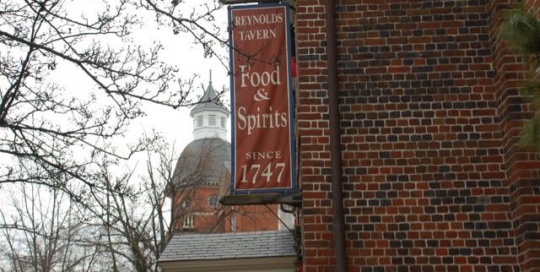 REYNOLDS
TAVERN
Food
&
Spirits
SINCE
1747